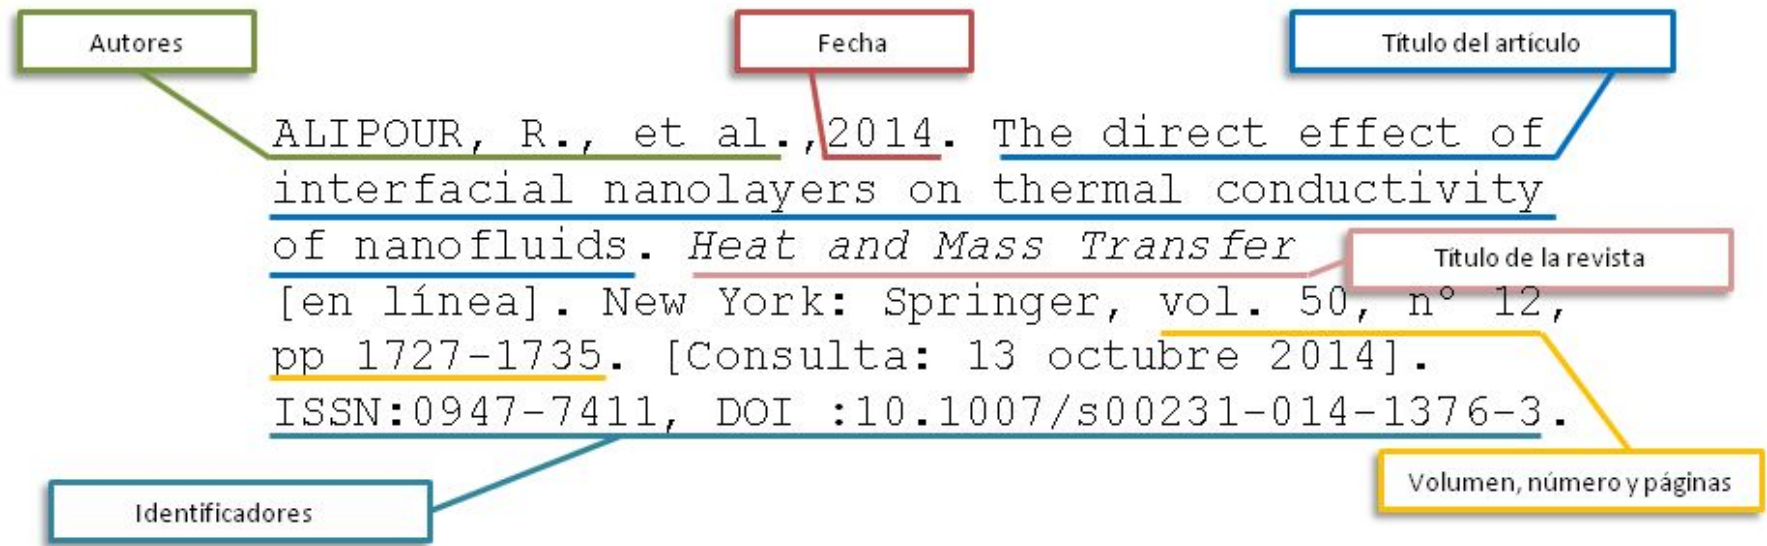 Autores
Fecha
Título del artículo
ALIPOUR, R., et al.,2014. The direct effect of
interfacial nanolayers on thermal conductivity
of nanofluids. Heat and Mass Transfer
Título de la revista
[en línea]. New York: Springer, vol. 50, nº 12,
pp 1727-1735. [Consulta: 13 octubre 2014].
ISSN:0947-7411, DOI :10.1007/s00231-014-1376-3.
Volumen, número y páginas
Identificadores